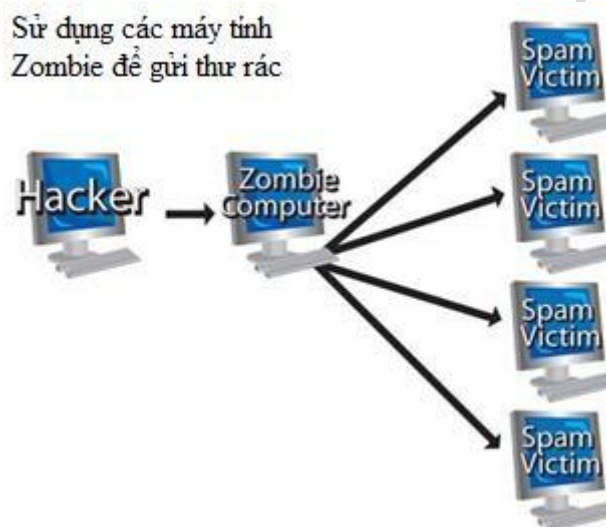 Sử dụng các máy tính
Zombie để gửi thư rác
Hacker
Zombie
Computer
Spam
Victim
Spam
Victim
Spam
Victim
Spam
Victim